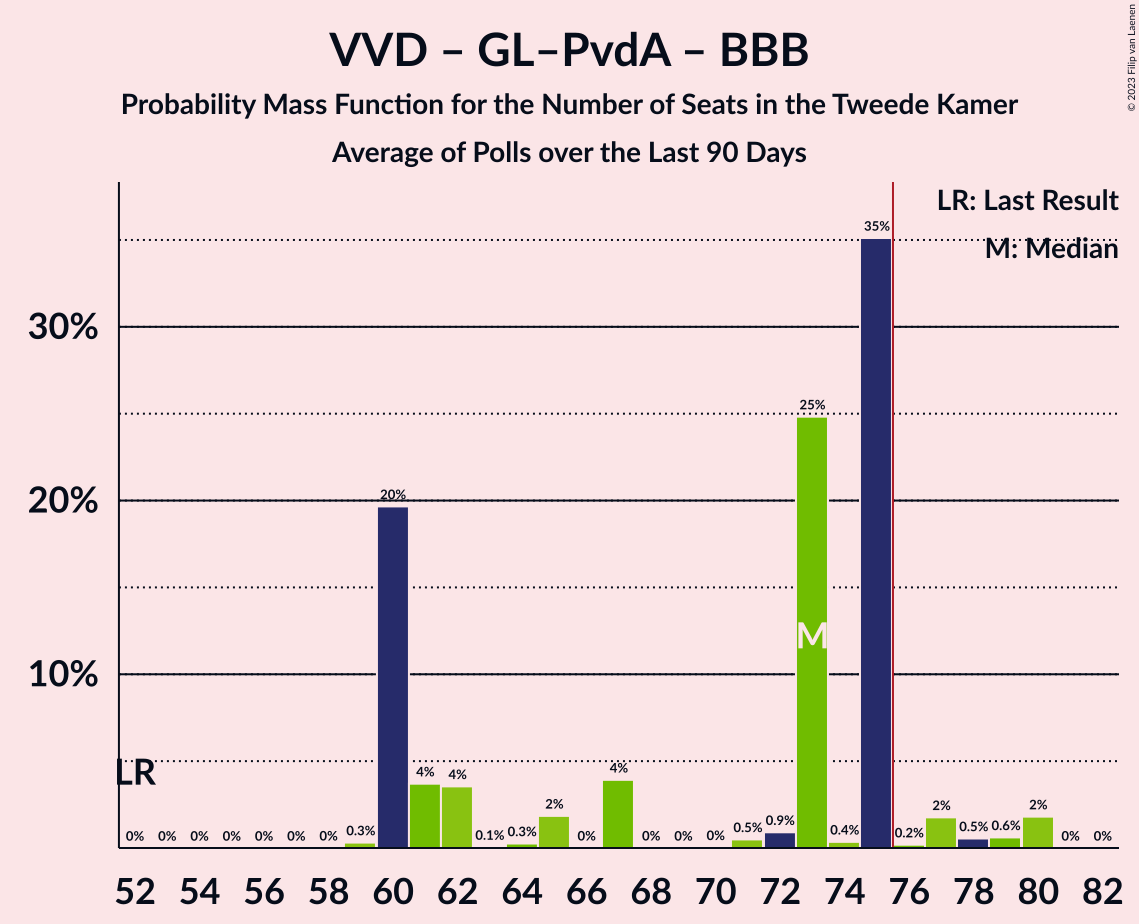 VVD – GL–PvdA – BBB
Probability Mass Function for the Number of Seats in the Tweede Kamer
Average of Polls over the Last 90 Days
© 2023 Filip van Laenen
LR: Last Result
M: Median
35%
30%
25%
20%
20%
M
10%
LR
0% 0% 0% 0% 0% 0% 0% 0.3% 4% 4% 0.1% 0.3% 2% 0% 4% 0% 0% 0% 0.5% 0.9% 0.4% 0.2% 2% 0.5% 0.6% 2% 0% 0%
52 54 56 58 60 62 64 66 68 70 72 74 76 78 80 82